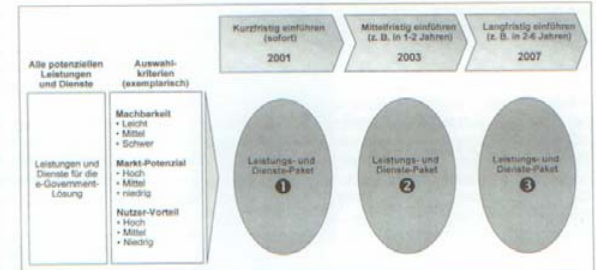 Kurzfristig einführen
(sofort)
2001
Mittelfristig einführen
(z. B. in 1-2 Jahren)
2003
Langfristig einführen
(z. B. in 2-6 Jahren)
2007
Alle potenziellen
Leistungen
und Dienste
Auswahl-
kriterien
(exemplarisch)
Leistungen und
Dienste für die
e-Government-
Lösung
Machbarkeit
• Leicht
• Mittel
• Schwer
Markt-Potenzial
• Hoch
• Mittel
• niedrig
Nutzer-Vorteil
• Hoch
• Mittel
• Niedrig
Leistungs- und
Dienste-Paket
1
Leistungs- und
Dienste-Paket
2
Leistungs- und
Dienste-Paket
3